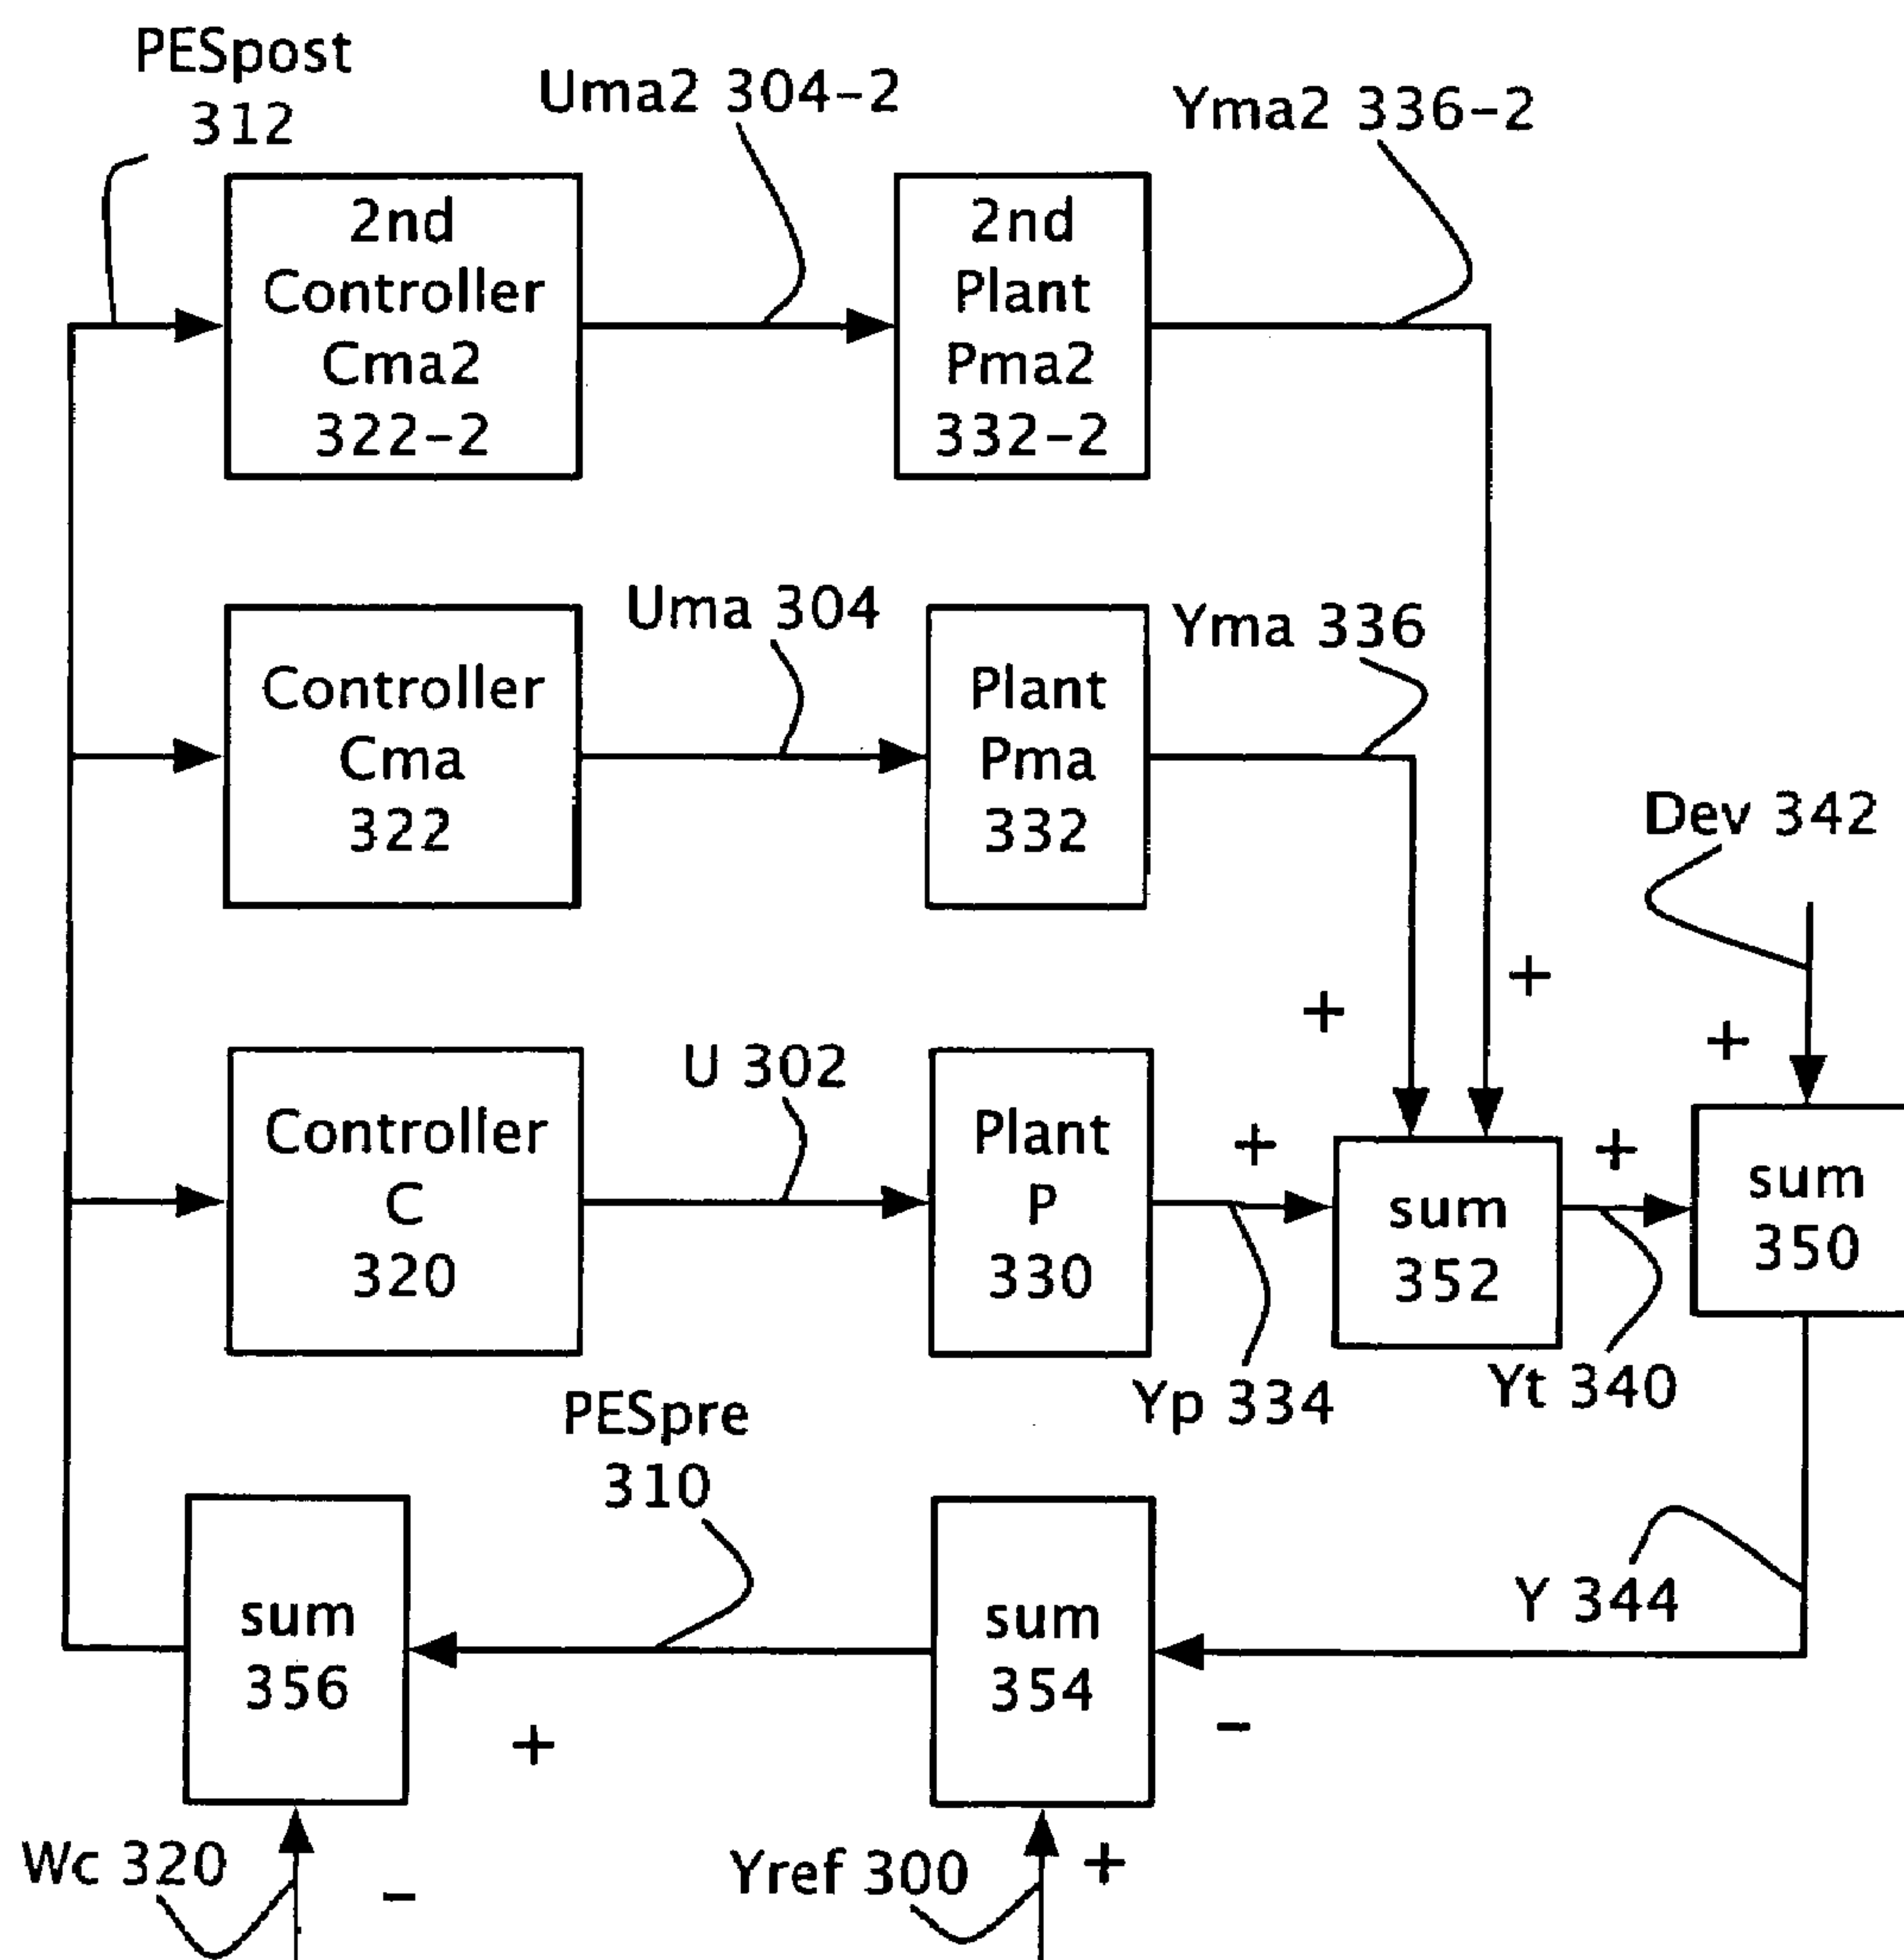 PESpost
312
Uma2 304-2
Yma2 336-2
2nd
Controller
Cma2
322-2
2nd
Plant
Pma2
332-2
Uma 304
Yma 336
Controller
Cma
322
Plant
Pma
332
Dev 342
+
+
+
U 302
Controller
C
320
Plant
P
330
+
sum
352
+
sum
350
Yp 334
Yt 340
PESpre
310
Y 344
sum
356
sum
354
+
-
Wc 320
-
Yref 300
+